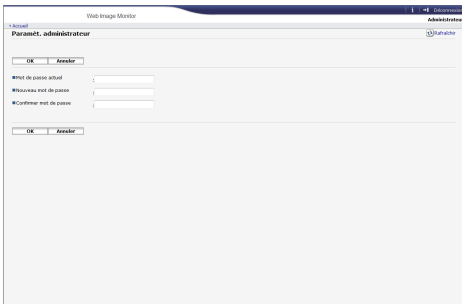 Déconnexion
Web Image Monitor
Administrateur
Accueil
Paramèt. administrateur
Rafraîchir
OK Annuler
Mot de passe actuel :
Nouveau mot de passe :
Confirmer mot de passe :
OK Annuler